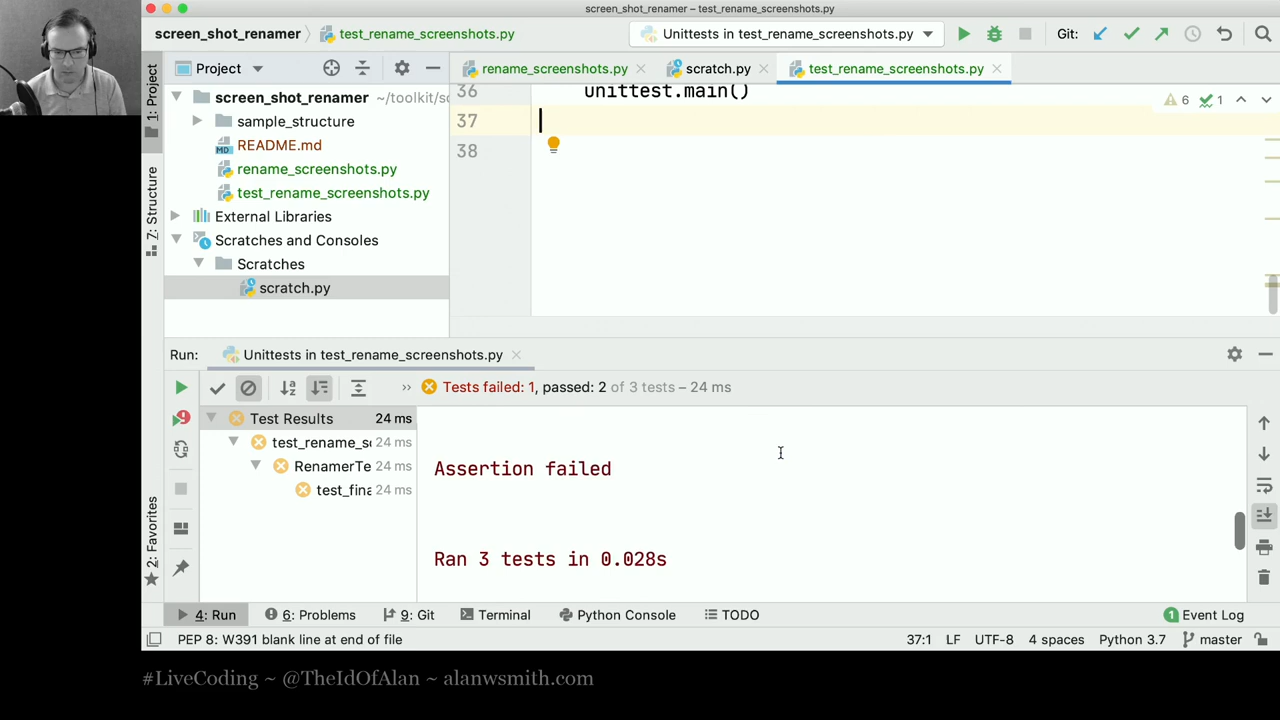 screen_shot_renamer – test_rename_screenshots.py
screen_shot_renamer
test_rename_screenshots.py
Unittests in test_rename_screenshots.py
Git:
1: Project
Project
rename_screenshots.py
scratch.py
test_rename_screenshots.py
screen_shot_renamer ~/toolkit/sc
sample_structure
README.md
rename_screenshots.py
test_rename_screenshots.py
External Libraries
Scratches and Consoles
Scratches
scratch.py
Z: Structure
36 unittest.main()
37
38
6 1
Run: Unittests in test_rename_screenshots.py
Tests failed: 1, passed: 2 of 3 tests – 24 ms
Test Results 24 ms
test_rename_sc 24 ms
RenamerTe 24 ms
test_fina 24 ms
Assertion failed
Ran 3 tests in 0.028s
2: Favorites
4: Run
6: Problems
9: Git
Terminal
Python Console
TODO
1 Event Log
PEP 8: W391 blank line at end of file
37:1 LF UTF-8 4 spaces Python 3.7 master
#LiveCoding ~ @TheIdOfAlan ~ alanwsmith.com